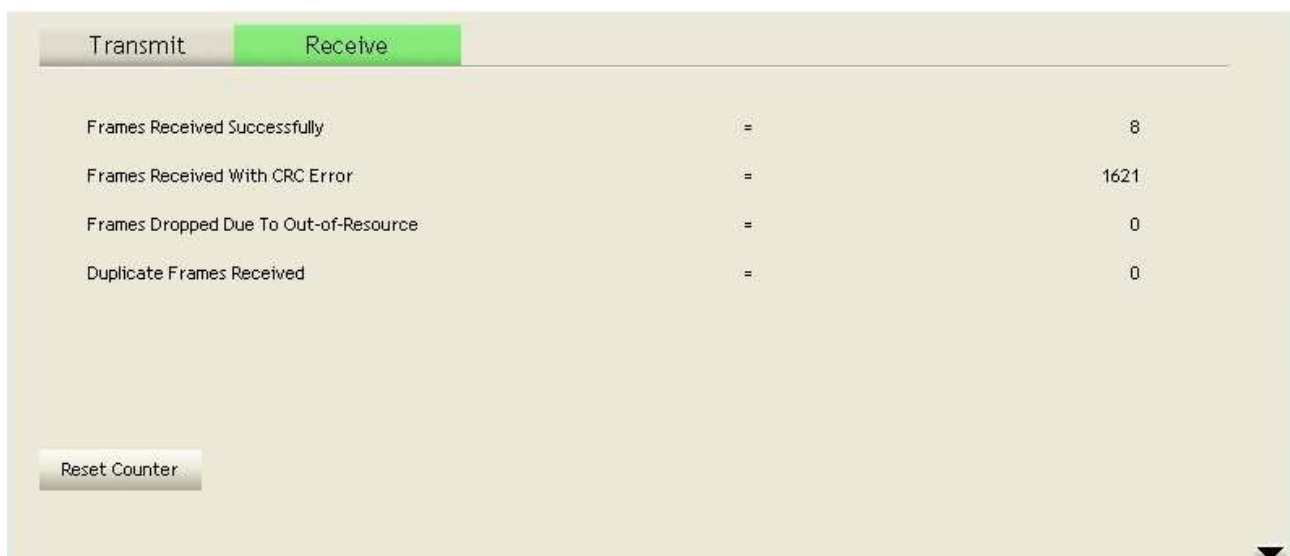 Transmit Receive
Frames Received Successfully = 8
Frames Received With CRC Error = 1621
Frames Dropped Due To Out-of-Resource = 0
Duplicate Frames Received = 0
Reset Counter